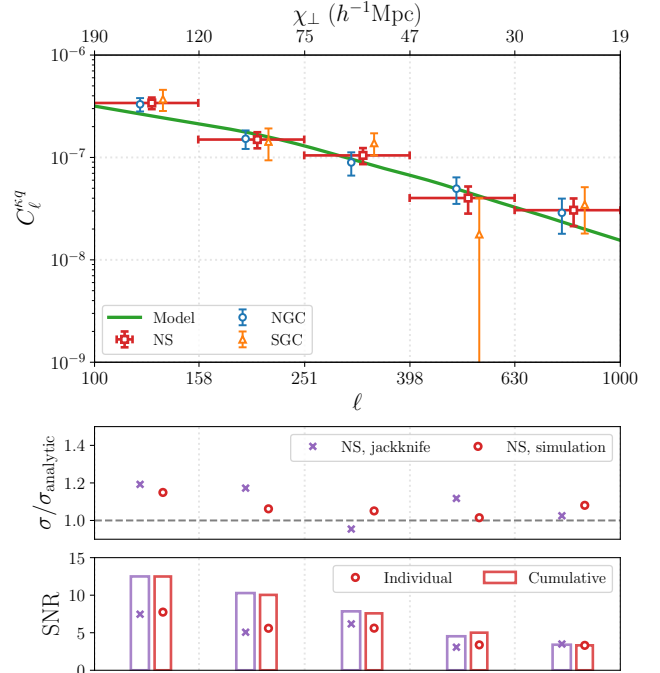 χ⊥ (h⁻¹Mpc)
190 120 75 47 30 19
10⁻⁶
10⁻⁷
10⁻⁸
10⁻⁹
C_ℓ^κq
Model NGC
NS SGC
100 158 251 398 630 1000
ℓ
1.4
1.2
1.0
σ/σanalytic
NS, jackknife NS, simulation
15
10
5
0
SNR
Individual Cumulative